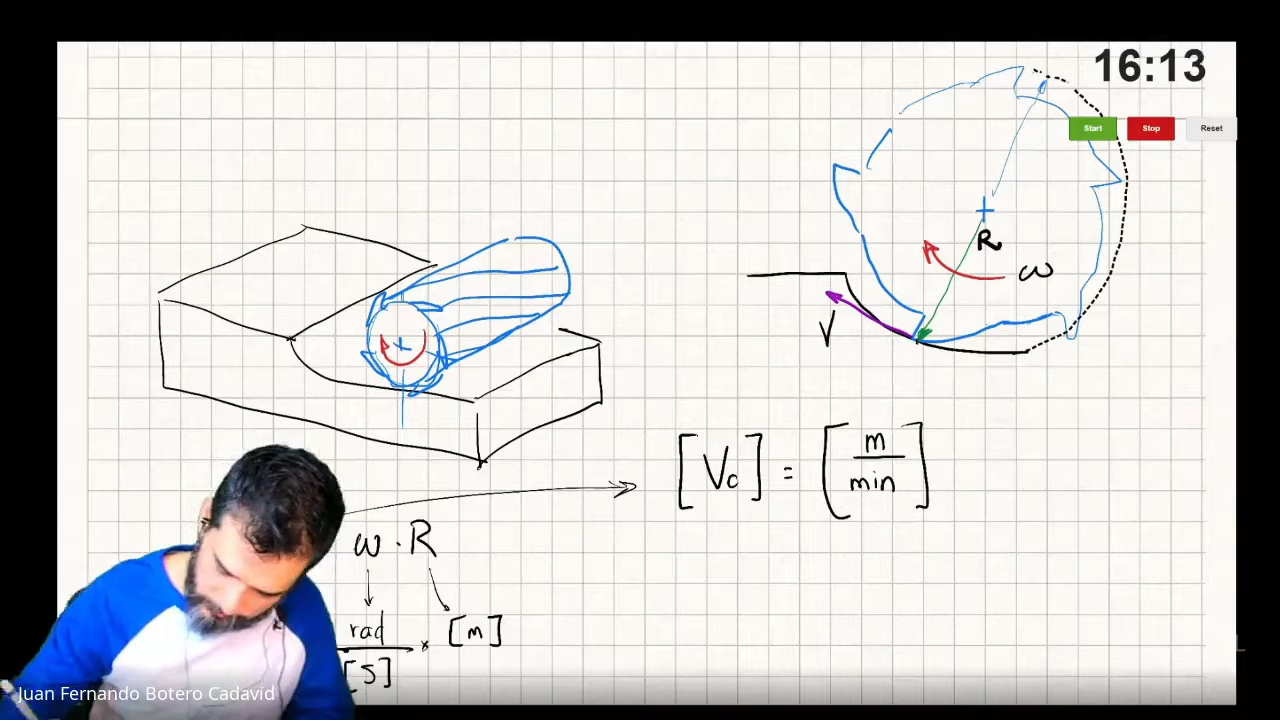 16:13
Start Stop Reset
R
ω
V
[Vc] = [m/min]
ω · R
rad × [m]
[S]
Juan Fernando Botero Cadavid